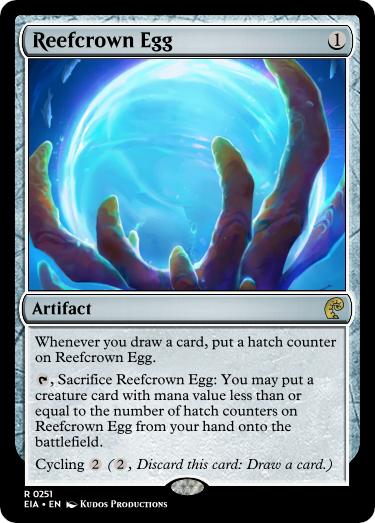 Reefcrown Egg 1
Artifact
Whenever you draw a card, put a hatch counter
on Reefcrown Egg.
, Sacrifice Reefcrown Egg: You may put a
creature card with mana value less than or
equal to the number of hatch counters on
Reefcrown Egg from your hand onto the
battlefield.
Cycling 2 ( 2 , Discard this card: Draw a card.)
R 0251
EIA • EN Kudos Productions